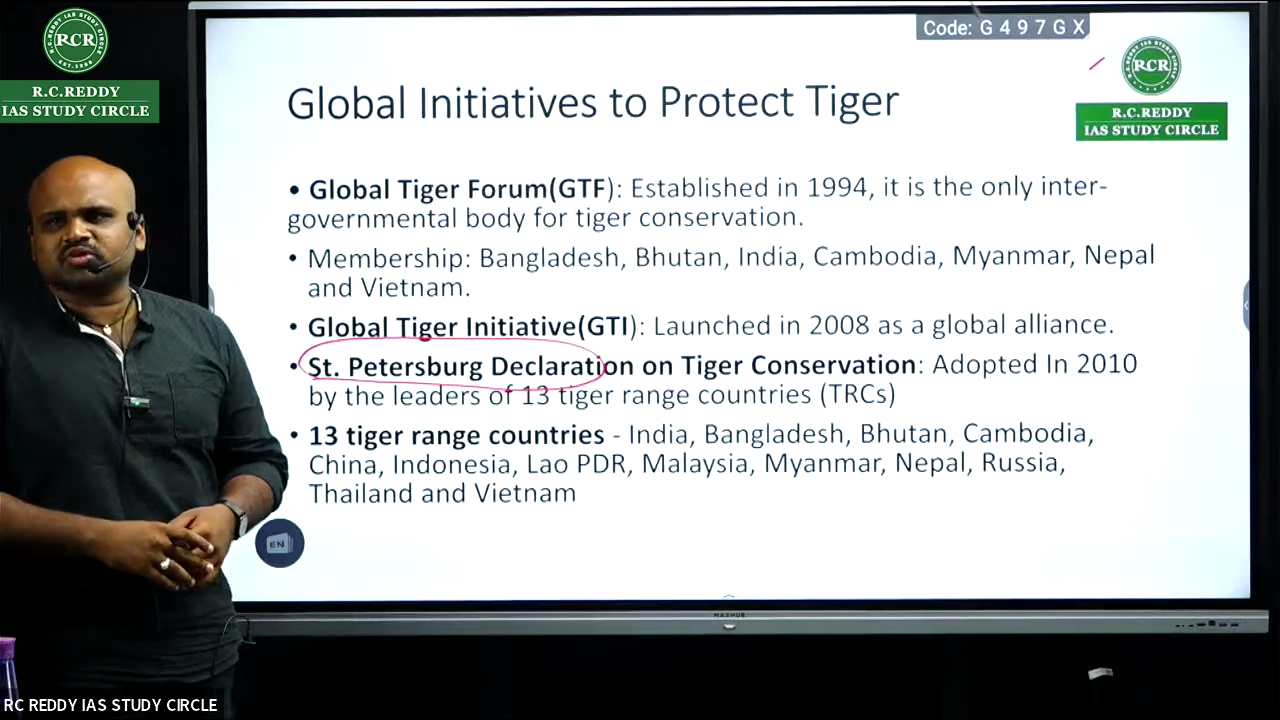 RCR
EST.1989
R.C.REDDY
IAS STUDY CIRCLE
Code: G 4 9 7 G X
RCR
R.C.REDDY
IAS STUDY CIRCLE
Global Initiatives to Protect Tiger
• Global Tiger Forum(GTF): Established in 1994, it is the only inter-
governmental body for tiger conservation.
• Membership: Bangladesh, Bhutan, India, Cambodia, Myanmar, Nepal
and Vietnam.
• Global Tiger Initiative(GTI): Launched in 2008 as a global alliance.
• St. Petersburg Declaration on Tiger Conservation: Adopted In 2010
by the leaders of 13 tiger range countries (TRCs)
• 13 tiger range countries - India, Bangladesh, Bhutan, Cambodia,
China, Indonesia, Lao PDR, Malaysia, Myanmar, Nepal, Russia,
Thailand and Vietnam
EN
MAXHUB
RC REDDY IAS STUDY CIRCLE